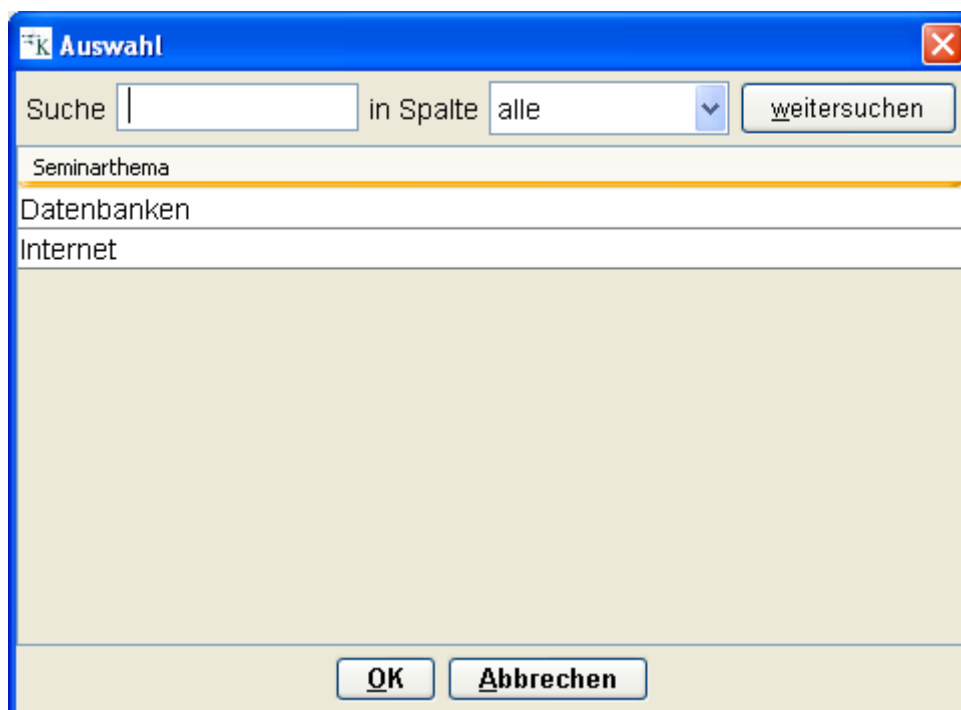 K Auswahl
Suche in Spalte alle weitersuchen
Seminarthema
Datenbanken
Internet
OK Abbrechen